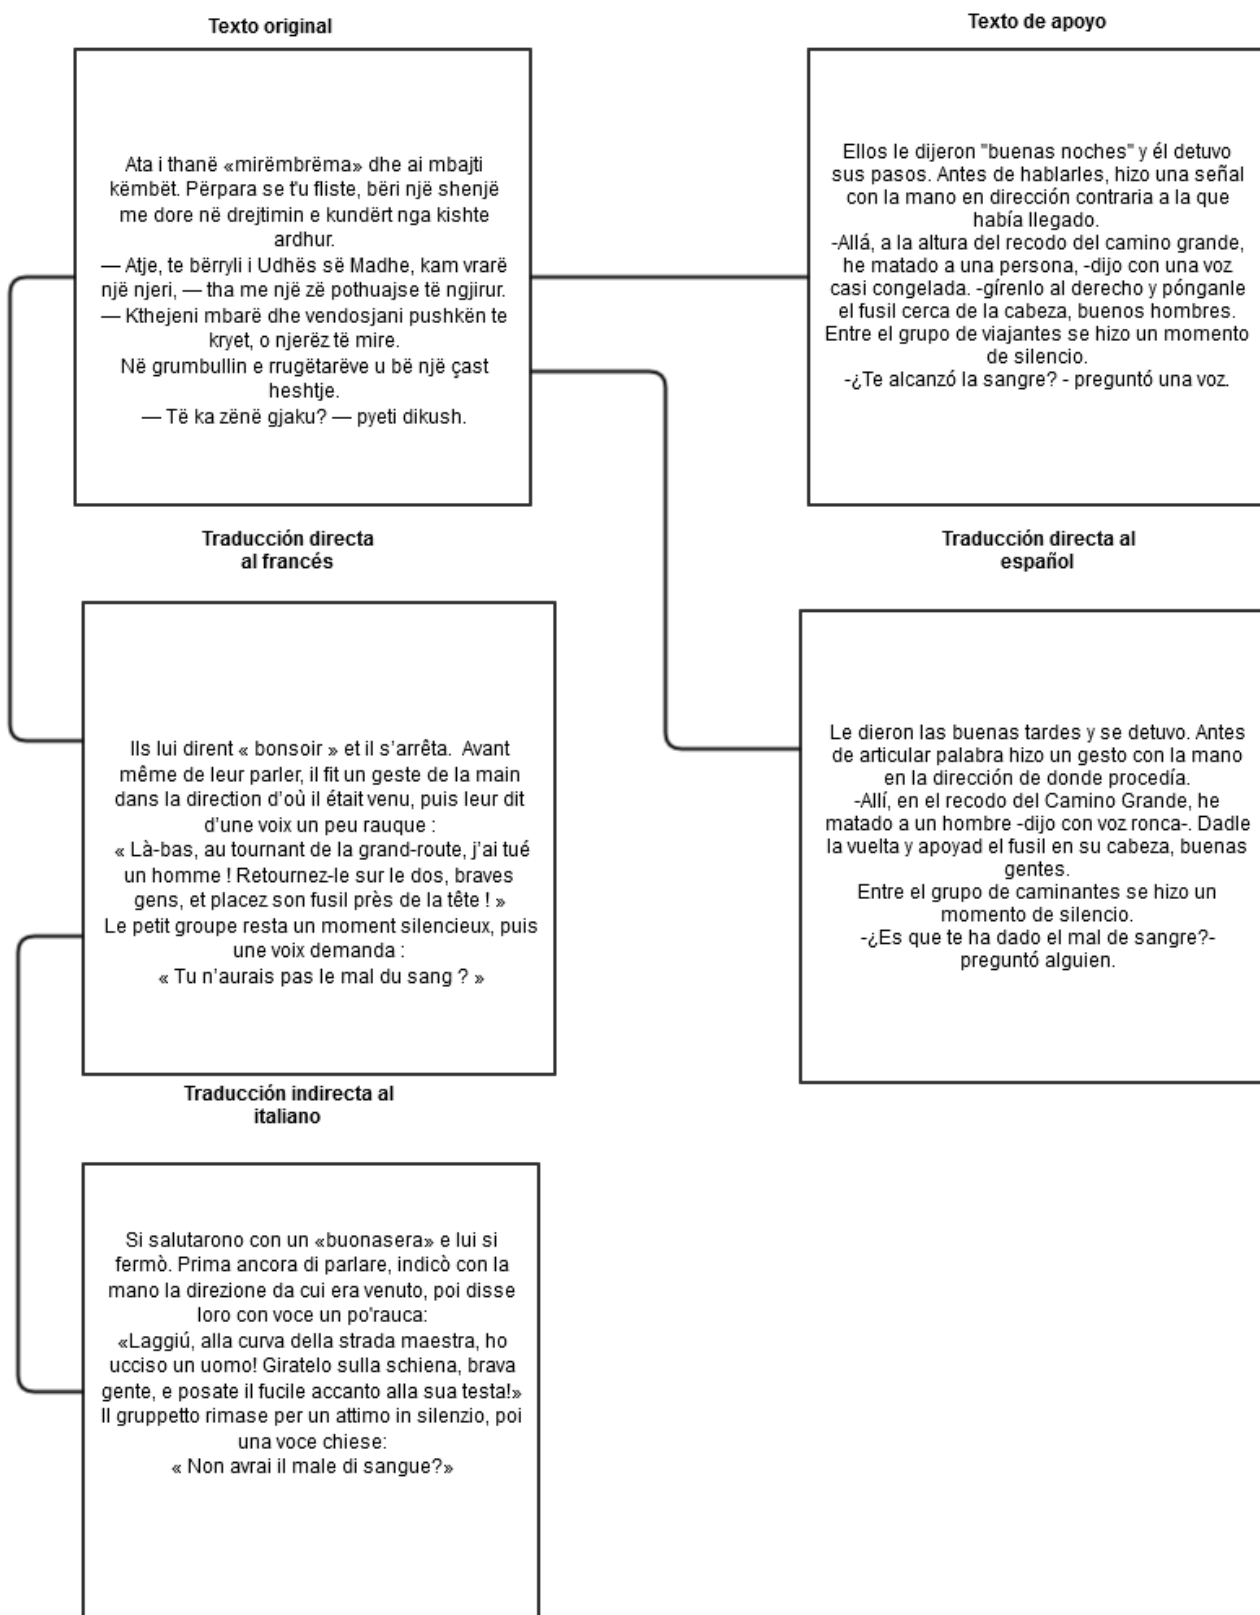 Texto original
Ata i thanë «mirëmbrëma» dhe ai mbajti
këmbët. Përpara se t'u fliste, bëri një shenjë
me dore në drejtimin e kundërt nga kishte
ardhur.
— Atje, te bërryli i Udhës së Madhe, kam vrarë
një njeri, — tha me një zë pothuajse të ngjirur.
— Kthejeni mbarë dhe vendosjani pushkën te
kryet, o njerëz të mire.
Në grumbullin e rrugëtarëve u bë një çast
heshtje.
— Të ka zënë gjaku? — pyeti dikush.
Texto de apoyo
Ellos le dijeron "buenas noches" y él detuvo
sus pasos. Antes de hablarles, hizo una señal
con la mano en dirección contraria a la que
había llegado.
-Allá, a la altura del recodo del camino grande,
he matado a una persona, -dijo con una voz
casi congelada. -gírenlo al derecho y pónganle
el fusil cerca de la cabeza, buenos hombres.
Entre el grupo de viajantes se hizo un momento
de silencio.
-¿Te alcanzó la sangre? - preguntó una voz.
Traducción directa
al francés
Ils lui dirent « bonsoir » et il s’arrêta.  Avant
même de leur parler, il fit un geste de la main
dans la direction d’où il était venu, puis leur dit
d’une voix un peu rauque :
« Là-bas, au tournant de la grand-route, j’ai tué
un homme ! Retournez-le sur le dos, braves
gens, et placez son fusil près de la tête ! »
Le petit groupe resta un moment silencieux, puis
une voix demanda :
« Tu n’aurais pas le mal du sang ? »
Traducción directa al
español
Le dieron las buenas tardes y se detuvo. Antes
de articular palabra hizo un gesto con la mano
en la dirección de donde procedía.
-Allí, en el recodo del Camino Grande, he
matado a un hombre -dijo con voz ronca-. Dadle
la vuelta y apoyad el fusil en su cabeza, buenas
gentes.
Entre el grupo de caminantes se hizo un
momento de silencio.
-¿Es que te ha dado el mal de sangre?-
preguntó alguien.
Traducción indirecta al
italiano
Si salutarono con un «buonasera» e lui si
fermò. Prima ancora di parlare, indicò con la
mano la direzione da cui era venuto, poi disse
loro con voce un po'rauca:
«Laggiú, alla curva della strada maestra, ho
ucciso un uomo! Giratelo sulla schiena, brava
gente, e posate il fucile accanto alla sua testa!»
Il gruppetto rimase per un attimo in silenzio, poi
una voce chiese:
« Non avrai il male di sangue?»